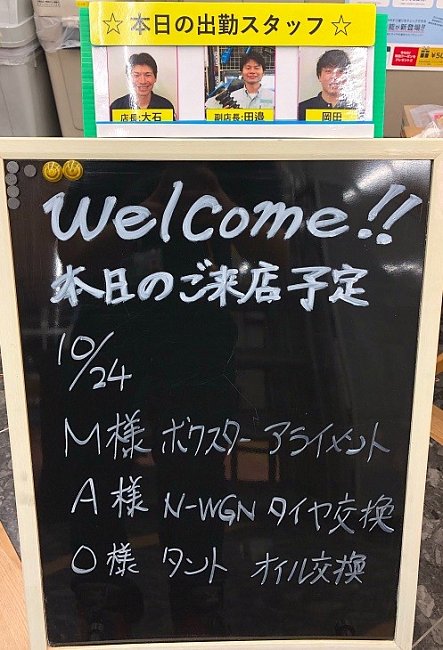 ☆本日の出勤スタッフ☆
店長:大石 副店長:田邉 岡田
Welcome!!
本日のご来店予定
10/24
M様 ボクスター アライメント
A様 N-WGN タイヤ交換
O様 タント オイル交換